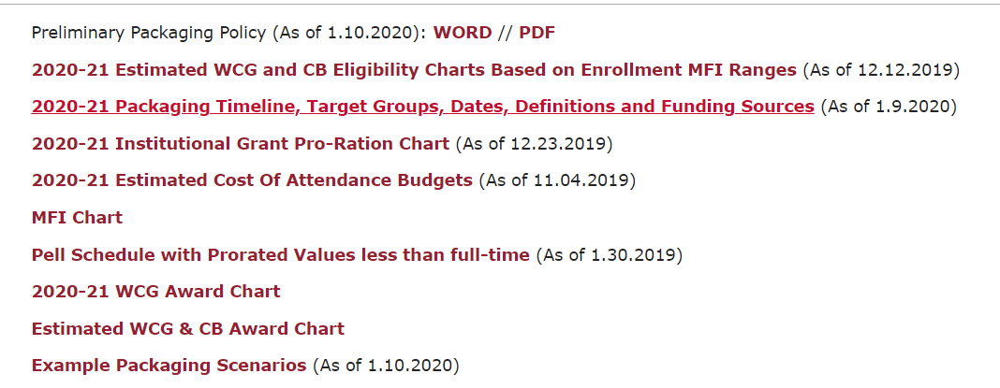 Preliminary Packaging Policy (As of 1.10.2020): WORD // PDF
2020-21 Estimated WCG and CB Eligibility Charts Based on Enrollment MFI Ranges (As of 12.12.2019)
2020-21 Packaging Timeline, Target Groups, Dates, Definitions and Funding Sources (As of 1.9.2020)
2020-21 Institutional Grant Pro-Ration Chart (As of 12.23.2019)
2020-21 Estimated Cost Of Attendance Budgets (As of 11.04.2019)
MFI Chart
Pell Schedule with Prorated Values less than full-time (As of 1.30.2019)
2020-21 WCG Award Chart
Estimated WCG & CB Award Chart
Example Packaging Scenarios (As of 1.10.2020)